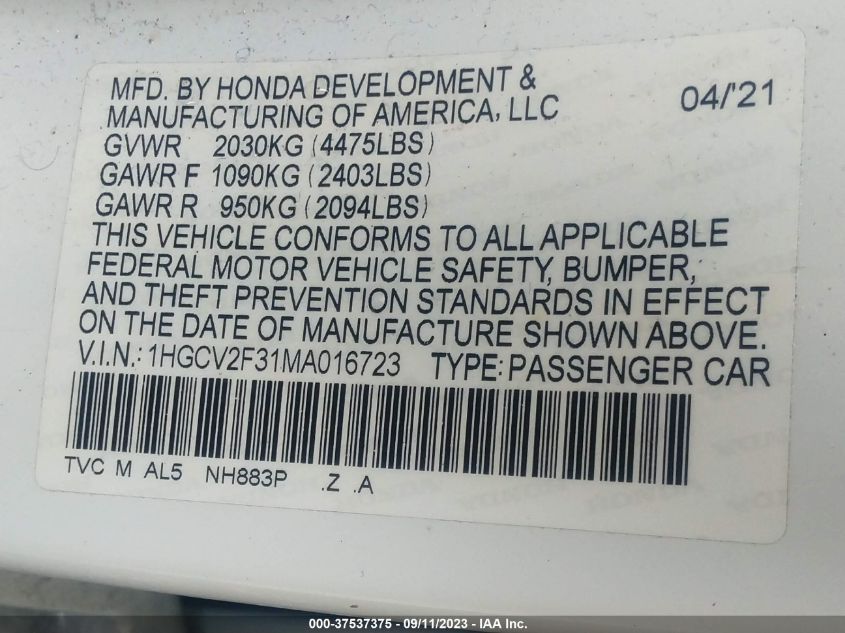 MFD. BY HONDA DEVELOPMENT &
MANUFACTURING OF AMERICA, LLC 04/'21
GVWR 2030KG (4475LBS)
GAWR F 1090KG (2403LBS)
GAWR R 950KG (2094LBS)
THIS VEHICLE CONFORMS TO ALL APPLICABLE
FEDERAL MOTOR VEHICLE SAFETY, BUMPER,
AND THEFT PREVENTION STANDARDS IN EFFECT
ON THE DATE OF MANUFACTURE SHOWN ABOVE.
V.I.N.: 1HGCV2F31MA016723 TYPE: PASSENGER CAR
TVC M AL5 NH883P .Z .A
000-37537375 - 09/11/2023 - IAA Inc.